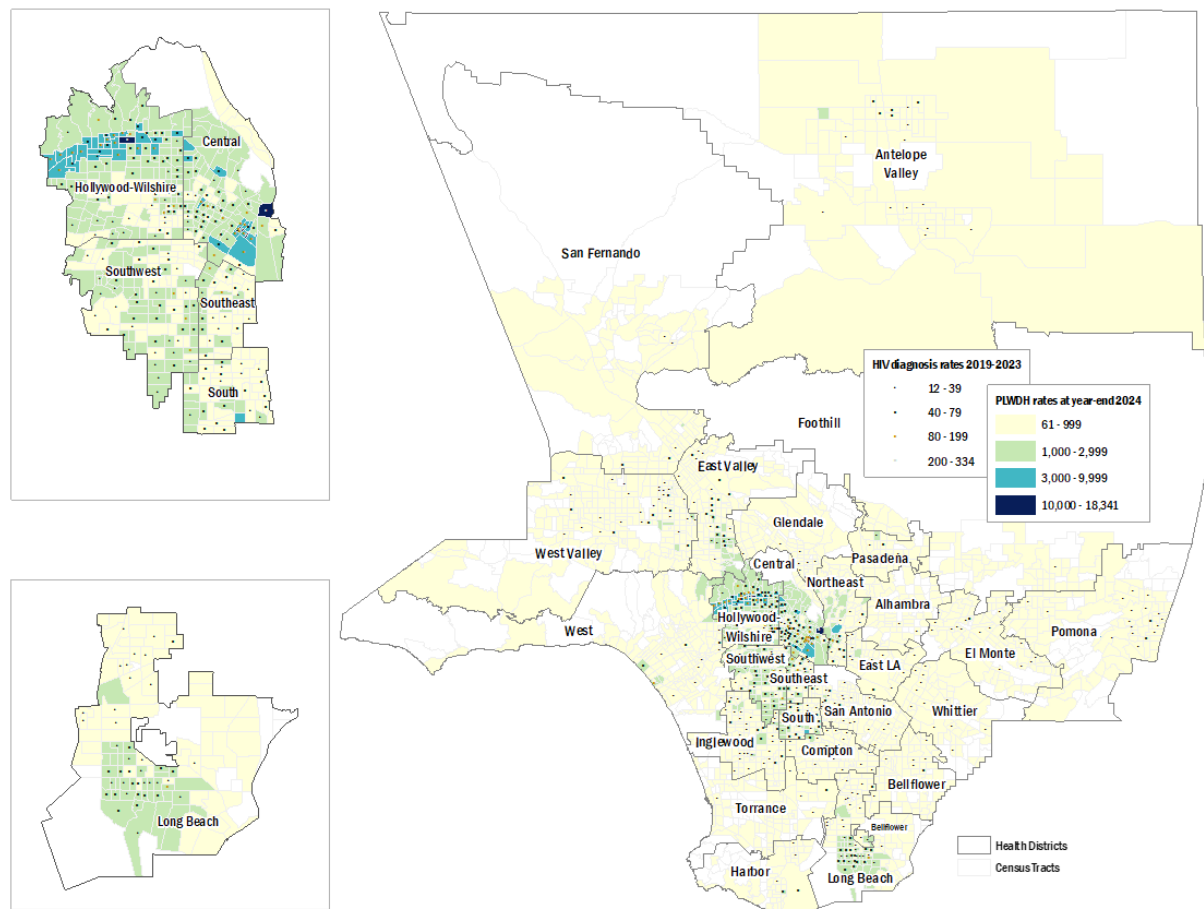 Central
Hollywood-Wilshire
Southwest
Southeast
South
Long Beach
Antelope
Valley
San Fernando
HIV diagnosis rates 2019-2023
12 - 39
40 - 79
80 - 199
200 - 334
PLWDH rates at year-end 2024
61 - 999
1,000 - 2,999
3,000 - 9,999
10,000 - 18,341
Foothill
East Valley
Glendale
West Valley
Pasadena
Central
Northeast
Alhambra
Hollywood-
Wilshire
West
Pomona
El Monte
Southwest
East LA
Southeast
San Antonio
Whittier
South
Inglewood
Compton
Bellflower
Torrance
Bellflower
Harbor
Long Beach
Health Districts
Census Tracts